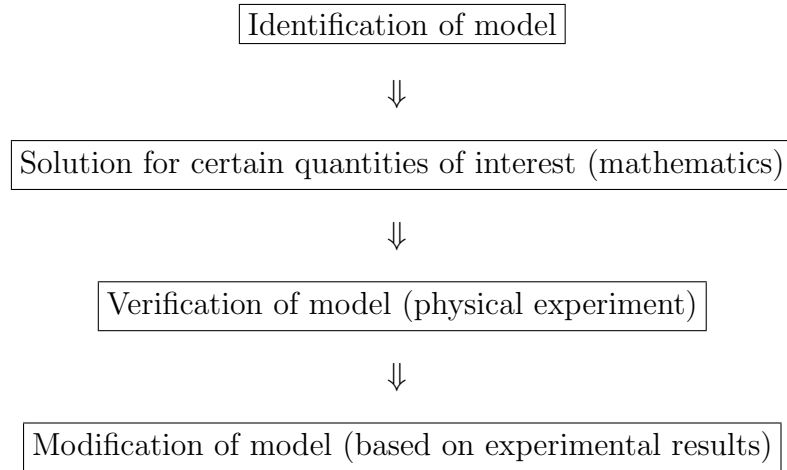 Identification of model
⇓
Solution for certain quantities of interest (mathematics)
⇓
Verification of model (physical experiment)
⇓
Modification of model (based on experimental results)